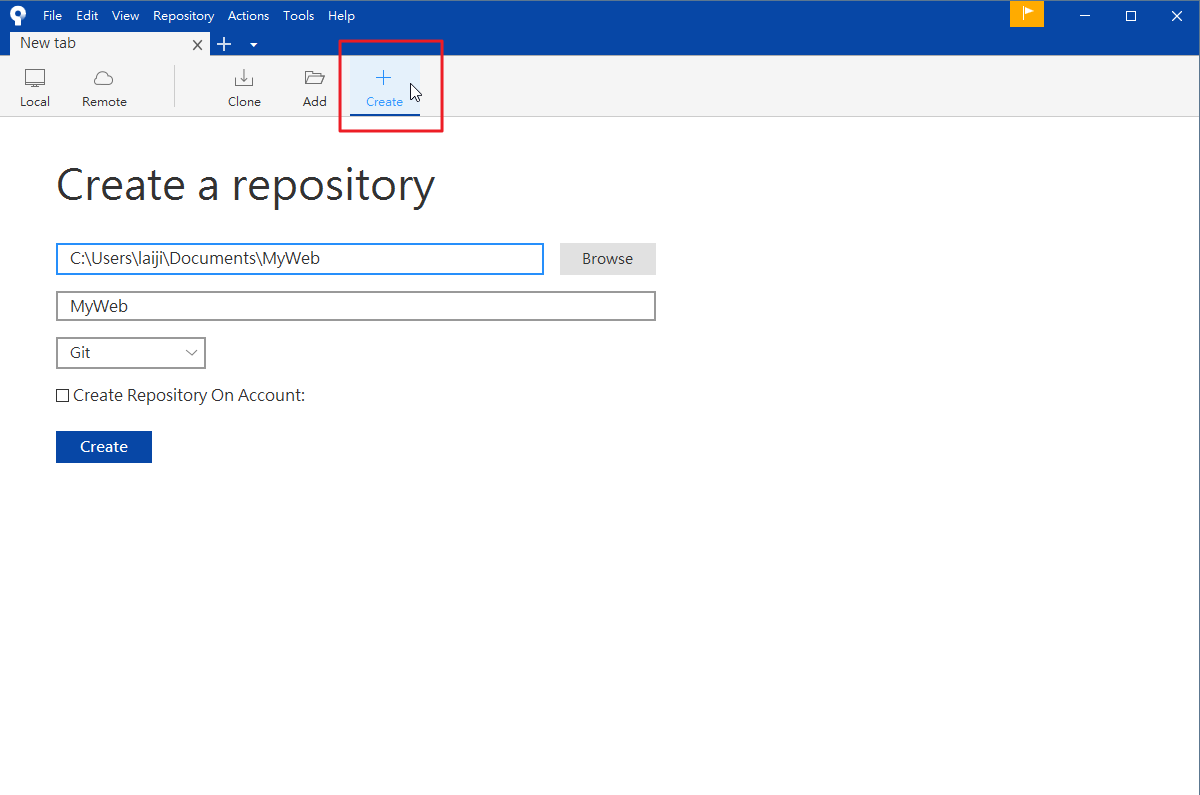 File Edit View Repository Actions Tools Help
New tab
Local Remote Clone Add Create
Create a repository
C:\Users\laiji\Documents\MyWeb Browse
MyWeb
Git
Create Repository On Account:
Create